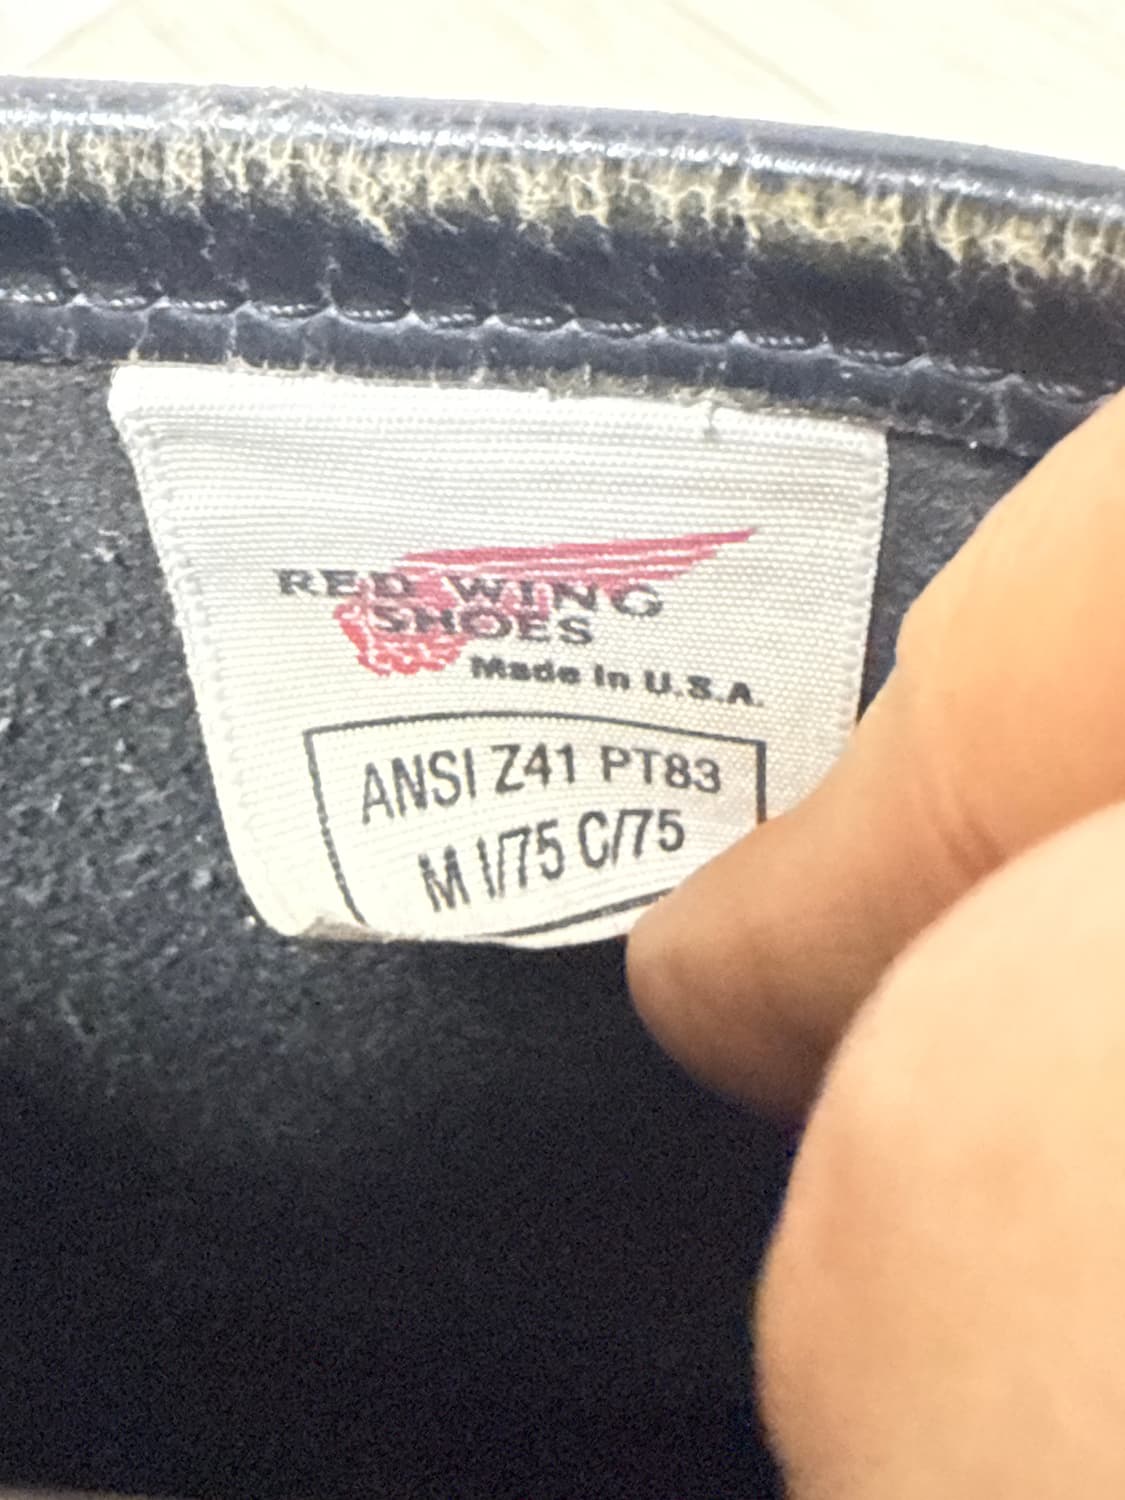 RED WING
SHOES
Made in U.S.A.
ANSI Z41 PT83
M I/75 C/75